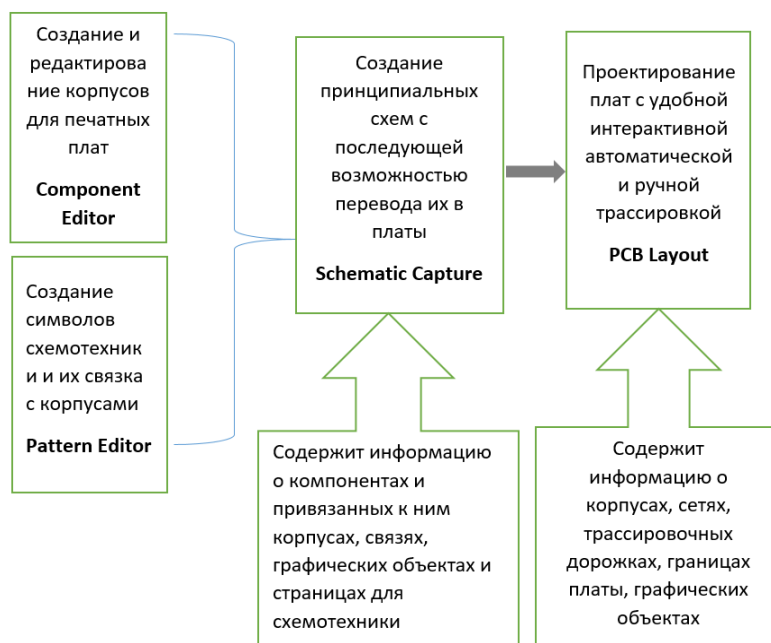 Создание и
редактирова
ние корпусов
для печатных
плат
Component
Editor
Создание
символов
схемотехник
и и их связка
с корпусами
Pattern Editor
Создание
принципиальных
схем с
последующей
возможностью
перевода их в
платы
Schematic Capture
Проектирование
плат с удобной
интерактивной
автоматической
и ручной
трассировкой
PCB Layout
Содержит информацию
о компонентах и
привязанных к ним
корпусах, связях,
графических объектах и
страницах для
схемотехники
Содержит
информацию о
корпусах, сетях,
трассировочных
дорожках, границах
платы, графических
объектах